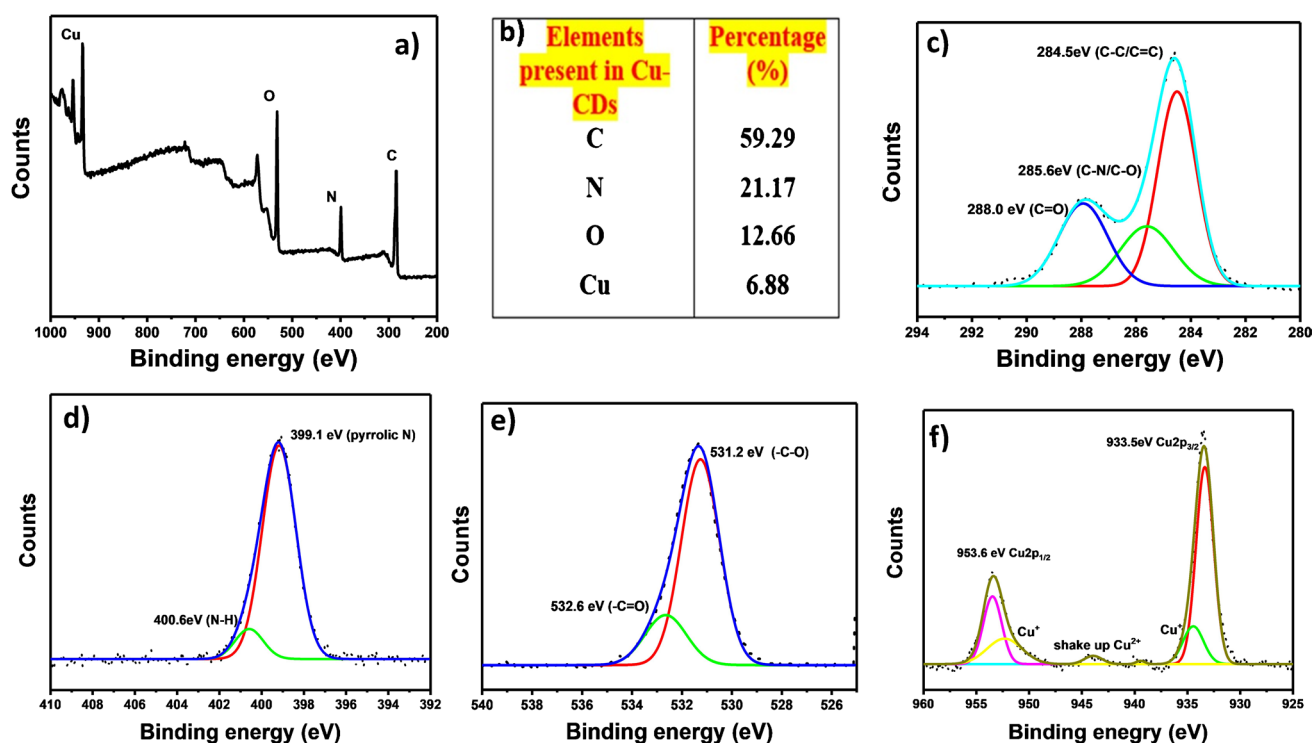 a)
Cu
O
N
C
Counts
1000 900 800 700 600 500 400 300 200
Binding energy (eV)
b)
Elements present in Cu-CDs Percentage (%)
C 59.29
N 21.17
O 12.66
Cu 6.88
c)
284.5eV (C-C/C=C)
285.6eV (C-N/C-O)
288.0 eV (C=O)
Counts
294 292 290 288 286 284 282 280
Binding energy (eV)
d)
399.1 eV (pyrrolic N)
400.6eV (N-H)
Counts
410 408 406 404 402 400 398 396 394 392
Binding energy (eV)
e)
531.2 eV (-C-O)
532.6 eV (-C=O)
Counts
540 538 536 534 532 530 528 526
Binding energy (eV)
f)
933.5eV Cu2p3/2
953.6 eV Cu2p1/2
Cu+
shake up Cu2+
Cu+
Counts
960 955 950 945 940 935 930 925
Binding enegry (eV)